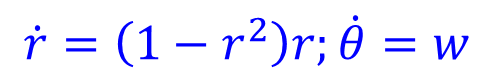 ṙ = (1 − r²)r; θ̇ = w